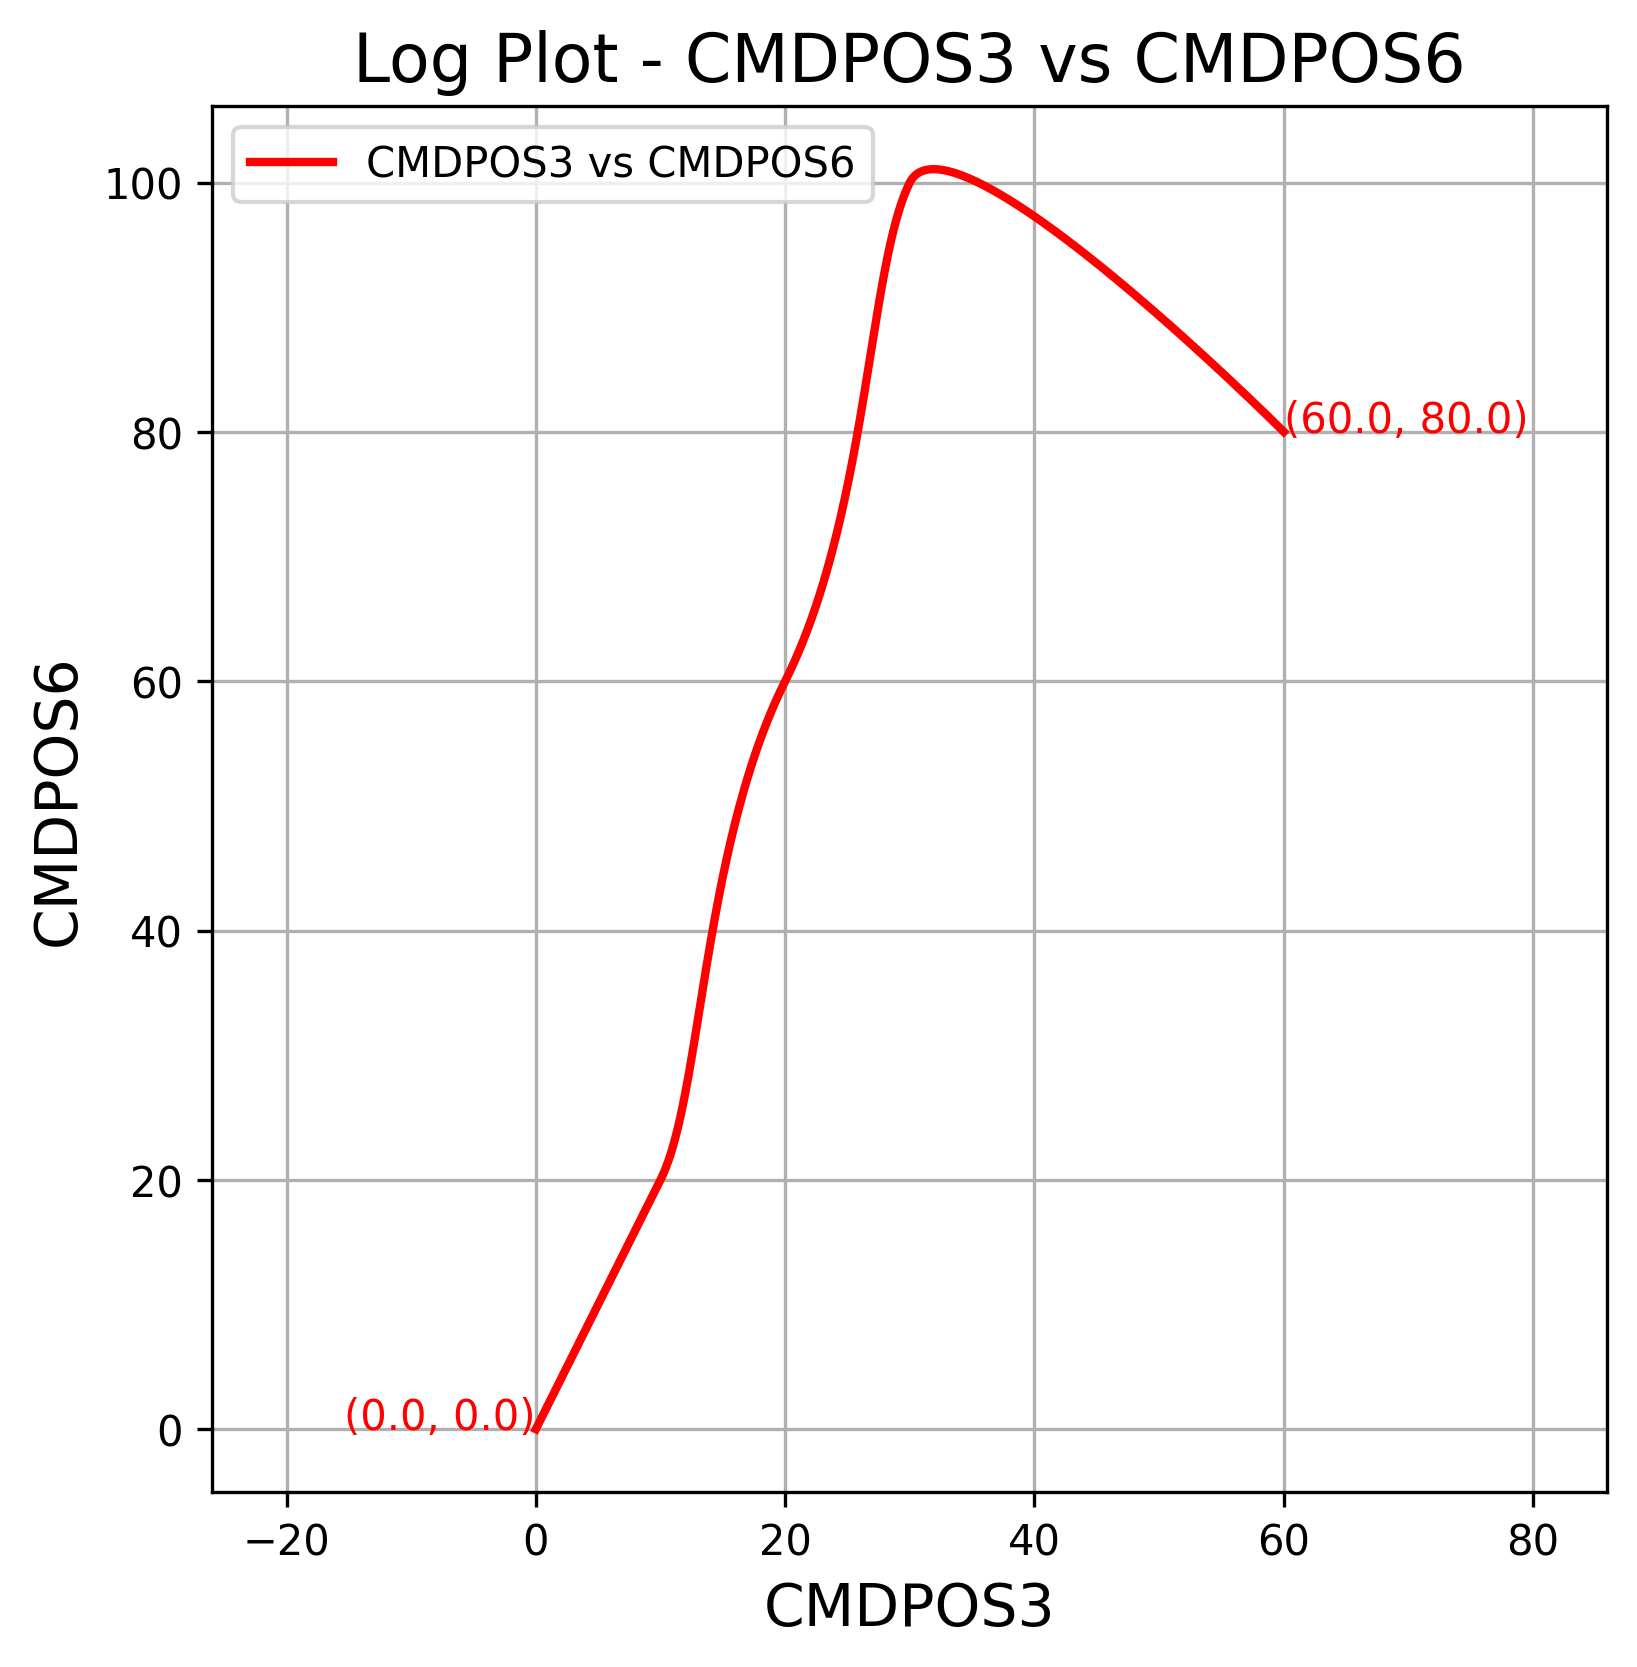 Log Plot - CMDPOS3 vs CMDPOS6
CMDPOS3 vs CMDPOS6
100
80
60
40
20
0
(60.0, 80.0)
(0.0, 0.0)
CMDPOS6
−20 0 20 40 60 80
CMDPOS3